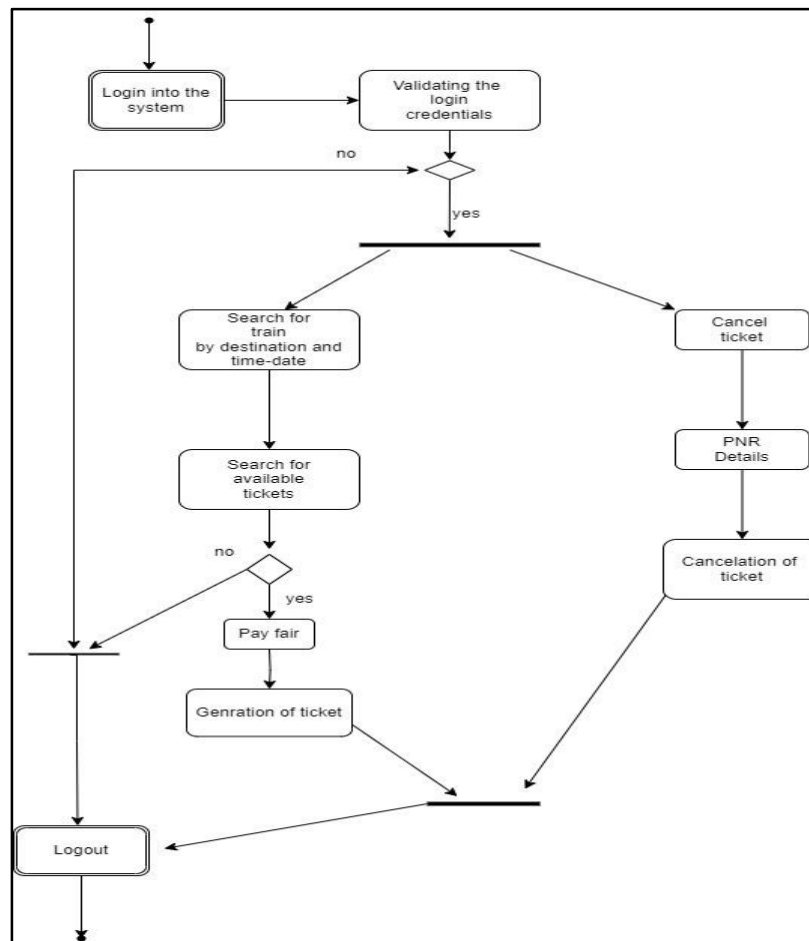 Login into the
system
Validating the
login
credentials
no
yes
Search for
train
by destination and
time-date
Cancel
ticket
Search for
available
tickets
PNR
Details
no
yes
Cancelation of
ticket
Pay fair
Genration of ticket
Logout